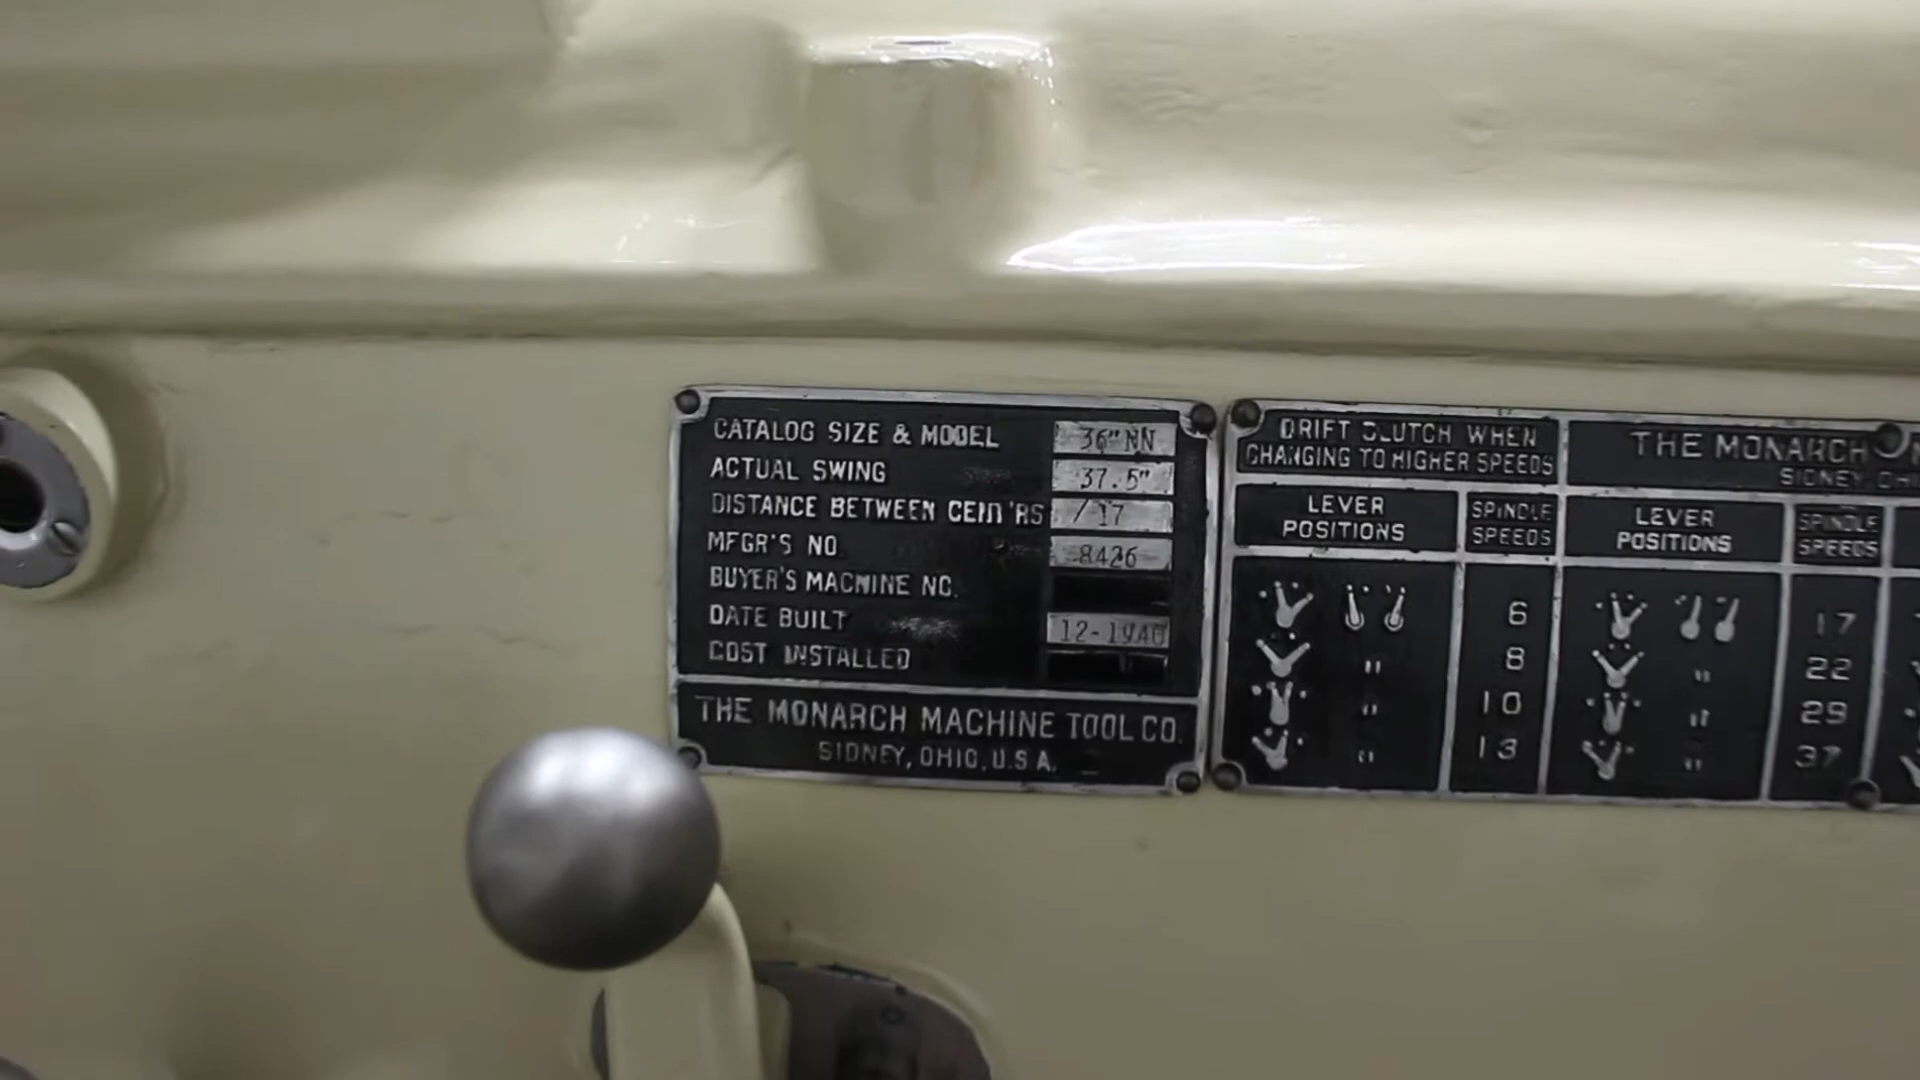 CATALOG SIZE & MODEL 36" NN
ACTUAL SWING 37.5"
DISTANCE BETWEEN CENT'RS 17
MFGR'S NO. 8426
BUYER'S MACHINE NO.
DATE BUILT 12-1940
COST INSTALLED
THE MONARCH MACHINE TOOL CO.
SIDNEY, OHIO, U.S.A.
DRIFT CLUTCH WHEN
CHANGING TO HIGHER SPEEDS
LEVER
POSITIONS
SPINDLE
SPEEDS
6
" 8
" 10
" 13
THE MONARCH
SIDNEY, OHI
LEVER
POSITIONS
SPINDLE
SPEEDS
17
" 22
" 29
" 37